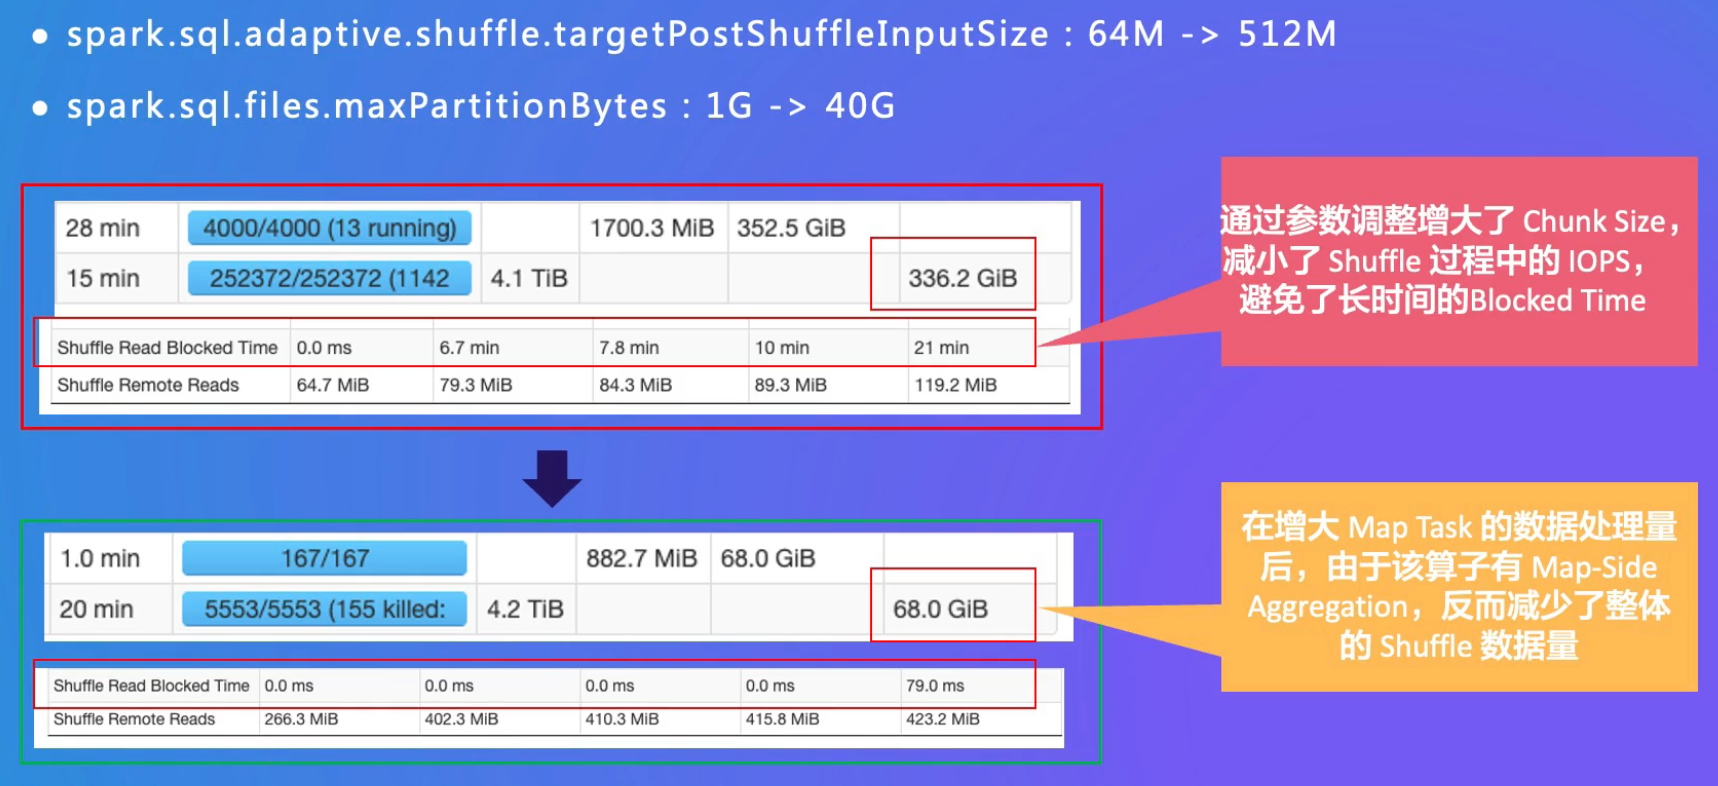 • spark.sql.adaptive.shuffle.targetPostShuffleInputSize : 64M -> 512M
• spark.sql.files.maxPartitionBytes : 1G -> 40G
28 min 4000/4000 (13 running) 1700.3 MiB 352.5 GiB
15 min 252372/252372 (1142 4.1 TiB 336.2 GiB
Shuffle Read Blocked Time 0.0 ms 6.7 min 7.8 min 10 min 21 min
Shuffle Remote Reads 64.7 MiB 79.3 MiB 84.3 MiB 89.3 MiB 119.2 MiB
通过参数调整增大了 Chunk Size，
减小了 Shuffle 过程中的 IOPS，
避免了长时间的Blocked Time
1.0 min 167/167 882.7 MiB 68.0 GiB
20 min 5553/5553 (155 killed: 4.2 TiB 68.0 GiB
Shuffle Read Blocked Time 0.0 ms 0.0 ms 0.0 ms 0.0 ms 79.0 ms
Shuffle Remote Reads 266.3 MiB 402.3 MiB 410.3 MiB 415.8 MiB 423.2 MiB
在增大 Map Task 的数据处理量
后，由于该算子有 Map-Side
Aggregation，反而减少了整体
的 Shuffle 数据量